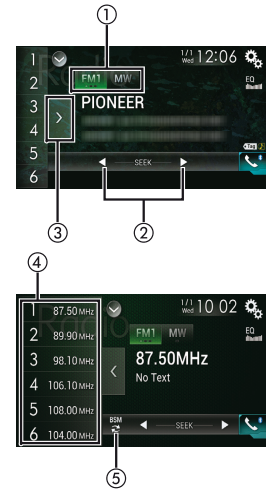 ①
1 1/1 Wed 12:06
2 FM1 MW EQ
PIONEER
3
4
5 Tag
6 SEEK
③ ②
④
1 87.50 MHz 1/1 Wed 10 02
2 89.90 MHz FM1 MW EQ
3 98.10 MHz 87.50MHz
4 106.10 MHz No Text
5 108.00 MHz BSM SEEK
6 104.00 MHz
⑤